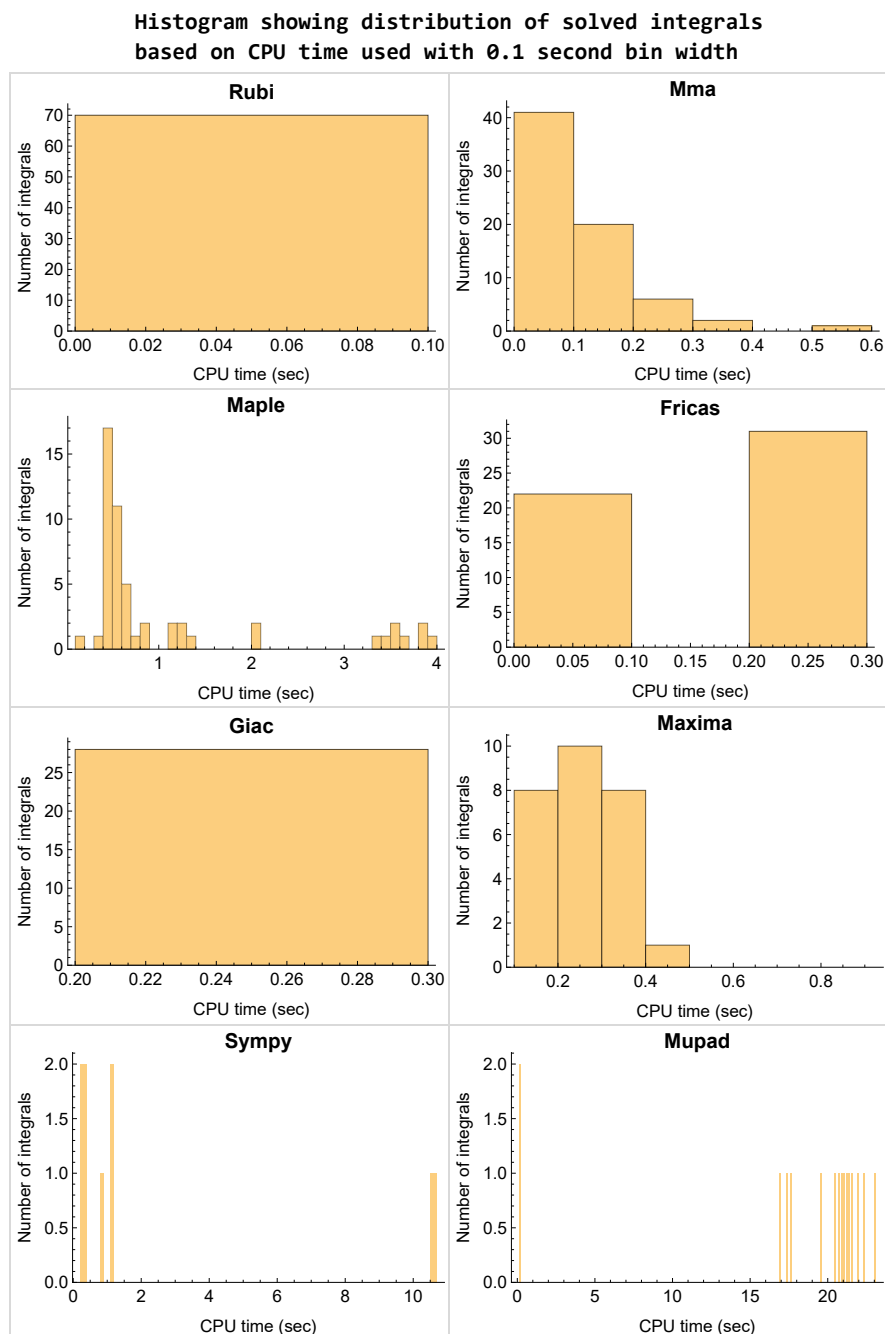 Histogram showing distribution of solved integrals
based on CPU time used with 0.1 second bin width
Rubi
Number of integrals
70
60
50
40
30
20
10
0
0.00 0.02 0.04 0.06 0.08 0.10
CPU time (sec)
Mma
Number of integrals
40
30
20
10
0
0.0 0.1 0.2 0.3 0.4 0.5 0.6
CPU time (sec)
Maple
Number of integrals
15
10
5
0
1 2 3 4
CPU time (sec)
Fricas
Number of integrals
30
25
20
15
10
5
0
0.00 0.05 0.10 0.15 0.20 0.25 0.30
CPU time (sec)
Giac
Number of integrals
25
20
15
10
5
0
0.20 0.22 0.24 0.26 0.28 0.30
CPU time (sec)
Maxima
Number of integrals
10
8
6
4
2
0
0.2 0.4 0.6 0.8
CPU time (sec)
Sympy
Number of integrals
2.0
1.5
1.0
0.5
0.0
0 2 4 6 8 10
CPU time (sec)
Mupad
Number of integrals
2.0
1.5
1.0
0.5
0.0
0 5 10 15 20
CPU time (sec)